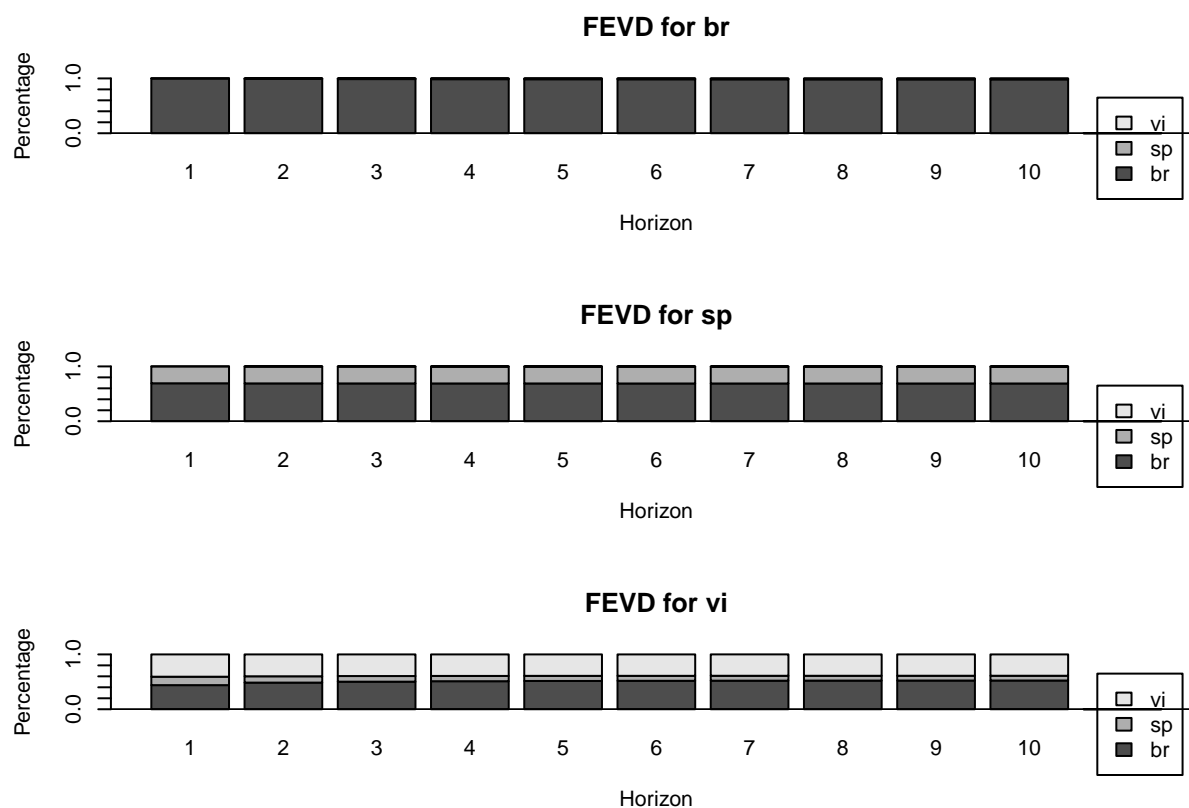 FEVD for br
Percentage
1.0
0.0
1 2 3 4 5 6 7 8 9 10
Horizon
vi
sp
br
FEVD for sp
Percentage
1.0
0.0
1 2 3 4 5 6 7 8 9 10
Horizon
vi
sp
br
FEVD for vi
Percentage
1.0
0.0
1 2 3 4 5 6 7 8 9 10
Horizon
vi
sp
br